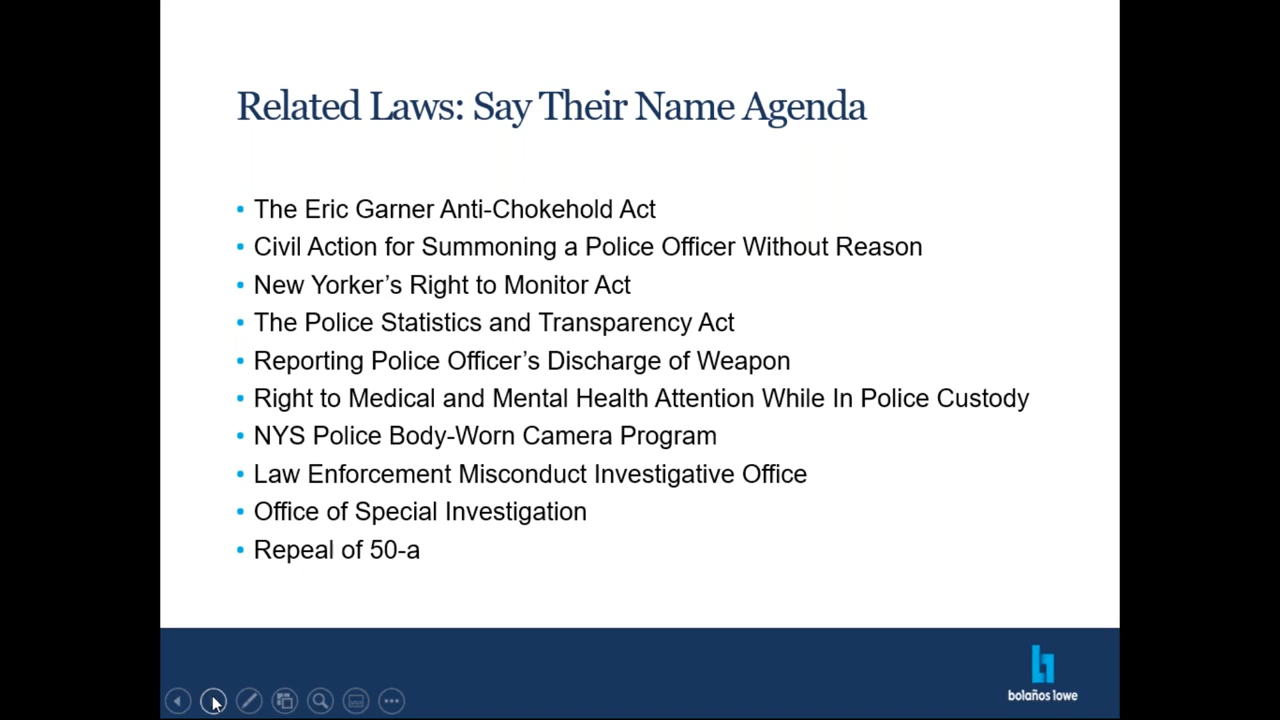 Related Laws: Say Their Name Agenda
• The Eric Garner Anti-Chokehold Act
• Civil Action for Summoning a Police Officer Without Reason
• New Yorker’s Right to Monitor Act
• The Police Statistics and Transparency Act
• Reporting Police Officer’s Discharge of Weapon
• Right to Medical and Mental Health Attention While In Police Custody
• NYS Police Body-Worn Camera Program
• Law Enforcement Misconduct Investigative Office
• Office of Special Investigation
• Repeal of 50-a
bolaños lowe